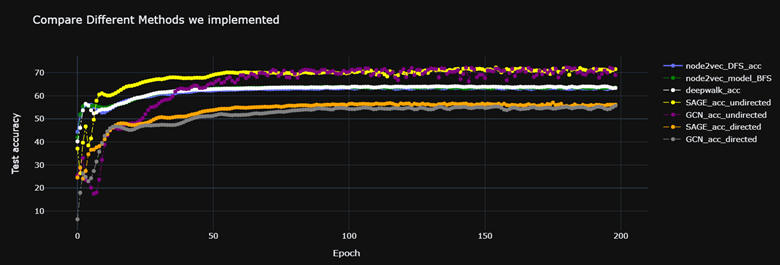 Compare Different Methods we implemented
Test accuracy
70
60
50
40
30
20
10
0
50
100
150
200
Epoch
node2vec_DFS_acc
node2vec_model_BFS
deepwalk_acc
SAGE_acc_undirected
GCN_acc_undirected
SAGE_acc_directed
GCN_acc_directed